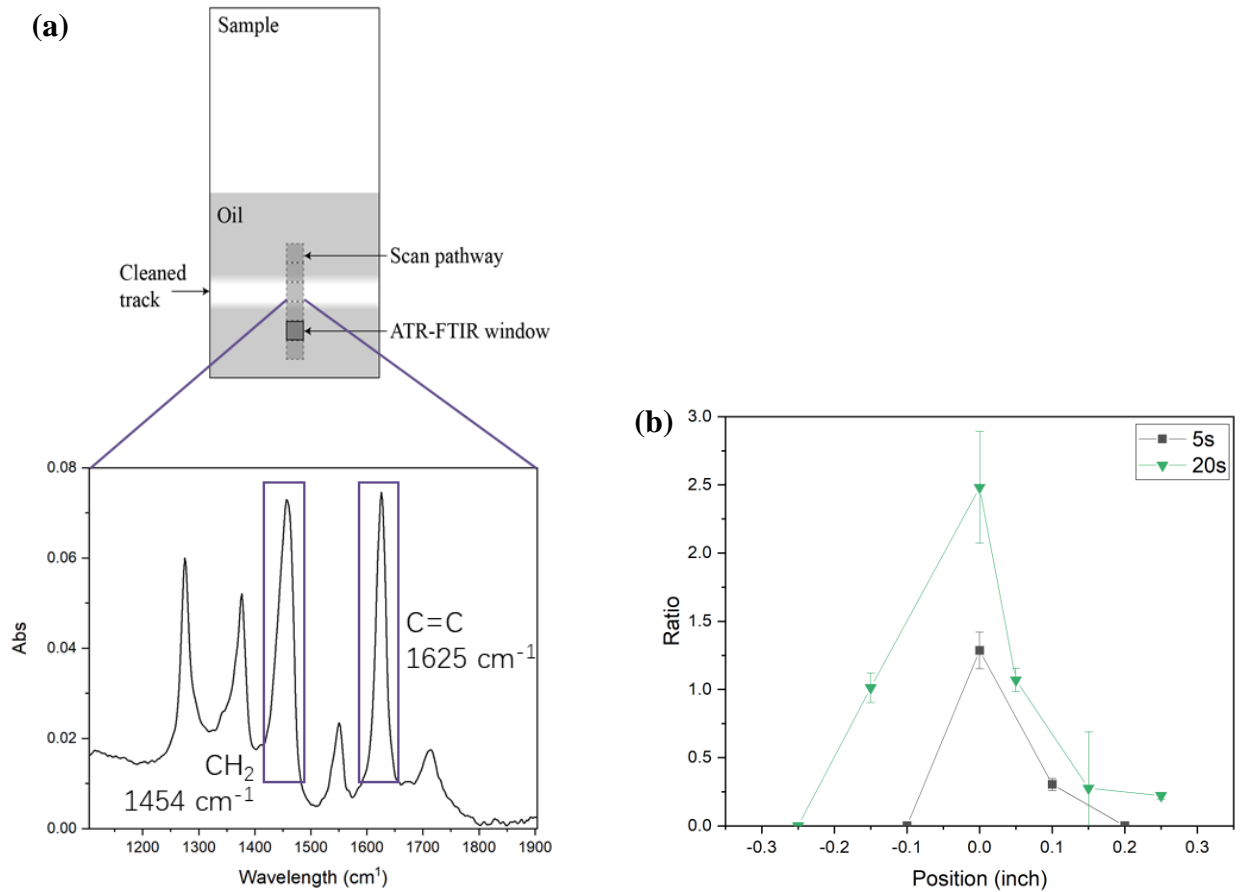 (a)
Sample
Oil
Scan pathway
Cleaned
track
ATR-FTIR window
0.08
0.06
0.04
0.02
0.00
Abs
C=C
1625 cm-1
CH2
1454 cm-1
1200 1300 1400 1500 1600 1700 1800 1900
Wavelength (cm1)
(b)
3.0
2.5
2.0
1.5
1.0
0.5
0.0
Ratio
5s
20s
-0.3 -0.2 -0.1 0.0 0.1 0.2 0.3
Position (inch)